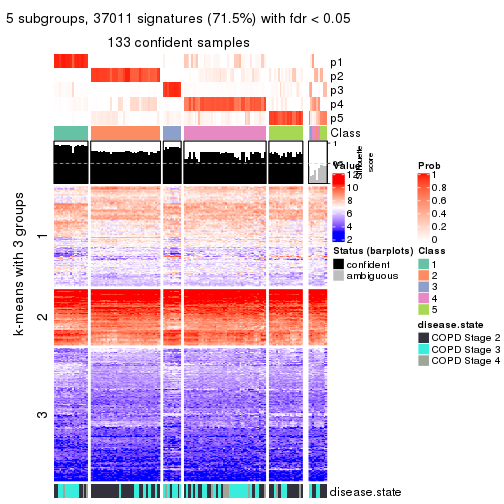 5 subgroups, 37011 signatures (71.5%) with fdr < 0.05
133 confident samples
p1
p2
p3
p4
p5
Class
1
Silhouette
score
k-means with 3 groups
1
2
3
Value
12
10
8
6
4
2
Prob
1
0.8
0.6
0.4
0.2
0
Status (barplots)
confident
ambiguous
Class
1
2
3
4
5
disease.state
COPD Stage 2
COPD Stage 3
COPD Stage 4
disease.state